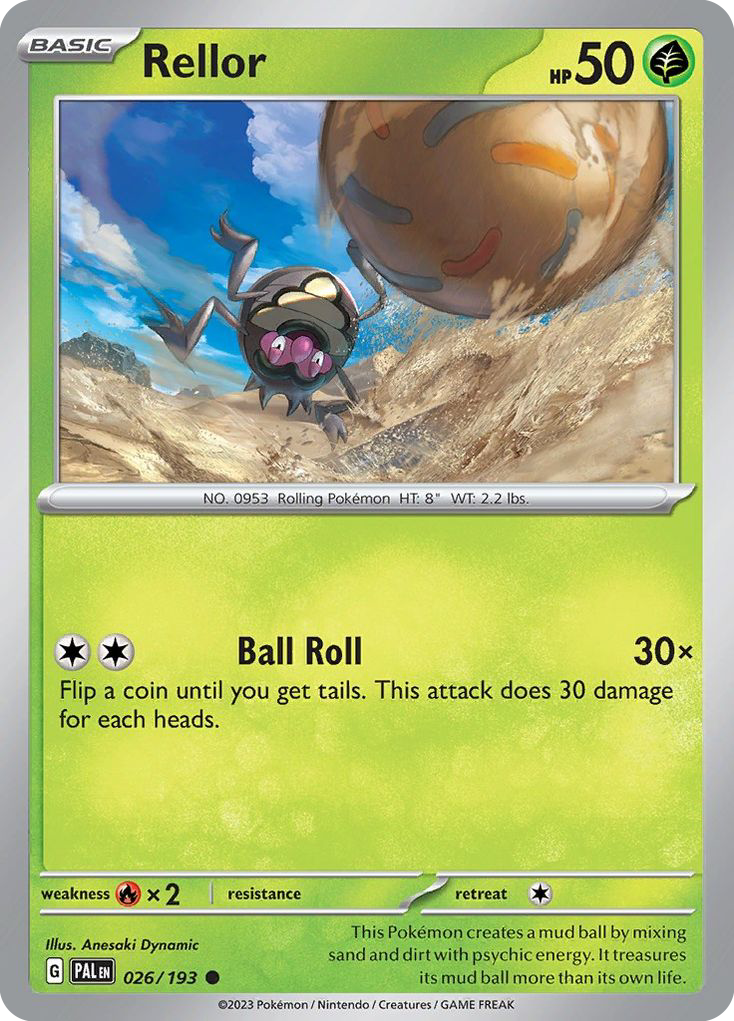 BASIC
Rellor
HP 50
NO. 0953 Rolling Pokémon HT: 8" WT: 2.2 lbs.
Ball Roll 30×
Flip a coin until you get tails. This attack does 30 damage
for each heads.
weakness ×2 resistance retreat
Illus. Anesaki Dynamic
This Pokémon creates a mud ball by mixing
sand and dirt with psychic energy. It treasures
its mud ball more than its own life.
G PAL EN 026/193
©2023 Pokémon / Nintendo / Creatures / GAME FREAK